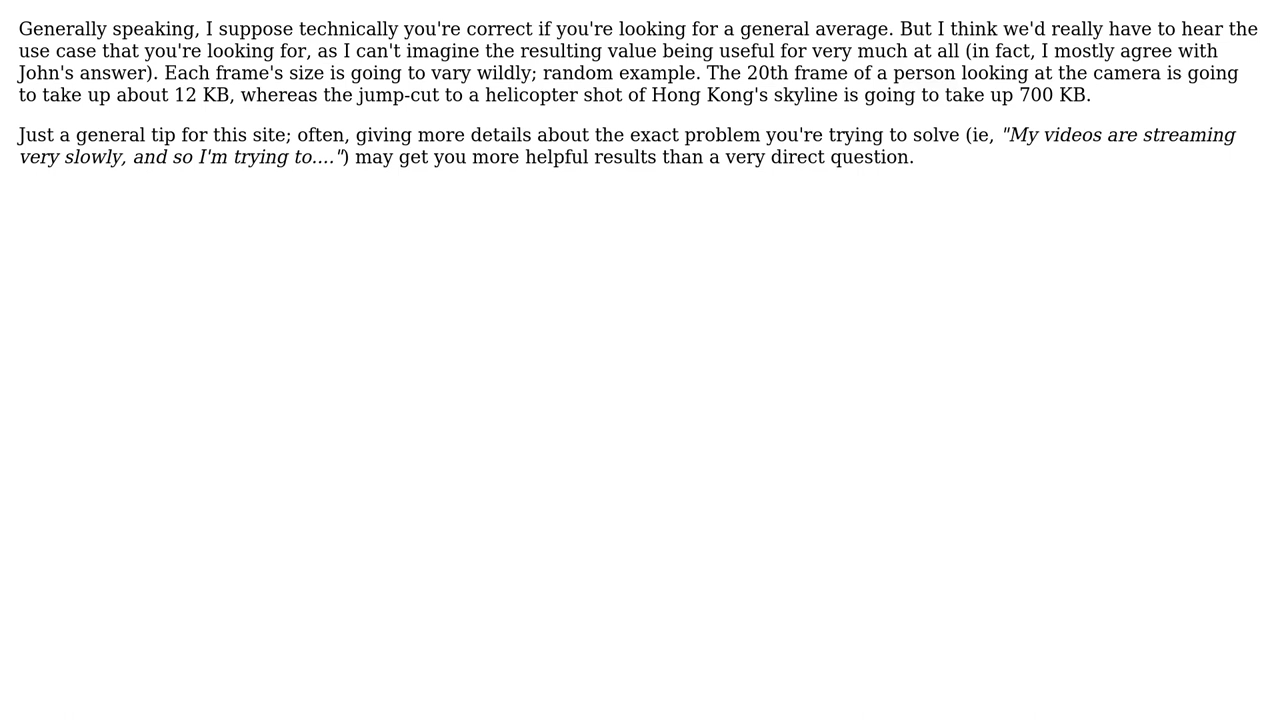 Generally speaking, I suppose technically you're correct if you're looking for a general average. But I think we'd really have to hear the
use case that you're looking for, as I can't imagine the resulting value being useful for very much at all (in fact, I mostly agree with
John's answer). Each frame's size is going to vary wildly; random example. The 20th frame of a person looking at the camera is going
to take up about 12 KB, whereas the jump-cut to a helicopter shot of Hong Kong's skyline is going to take up 700 KB.
Just a general tip for this site; often, giving more details about the exact problem you're trying to solve (ie, "My videos are streaming
very slowly, and so I'm trying to....") may get you more helpful results than a very direct question.